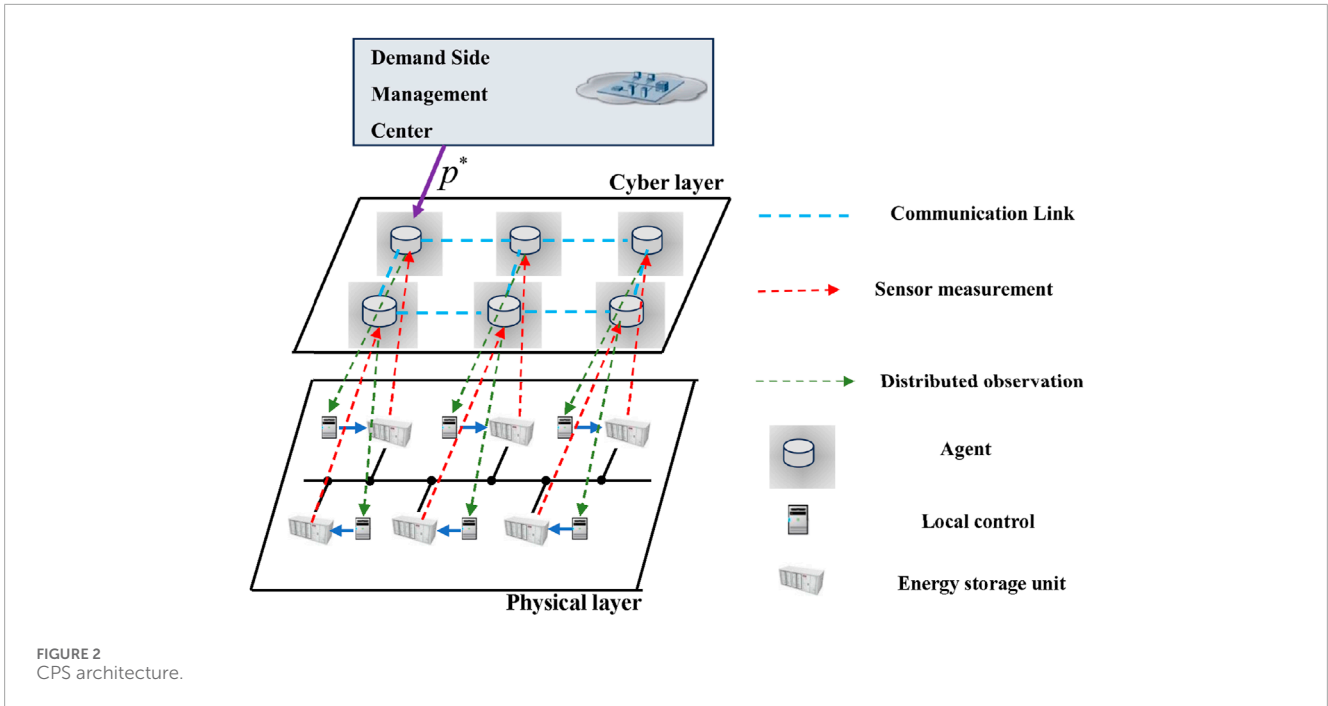 Demand Side
Management
Center
p*
Cyber layer
Communication Link
Sensor measurement
Distributed observation
Agent
Local control
Energy storage unit
Physical layer
FIGURE 2
CPS architecture.